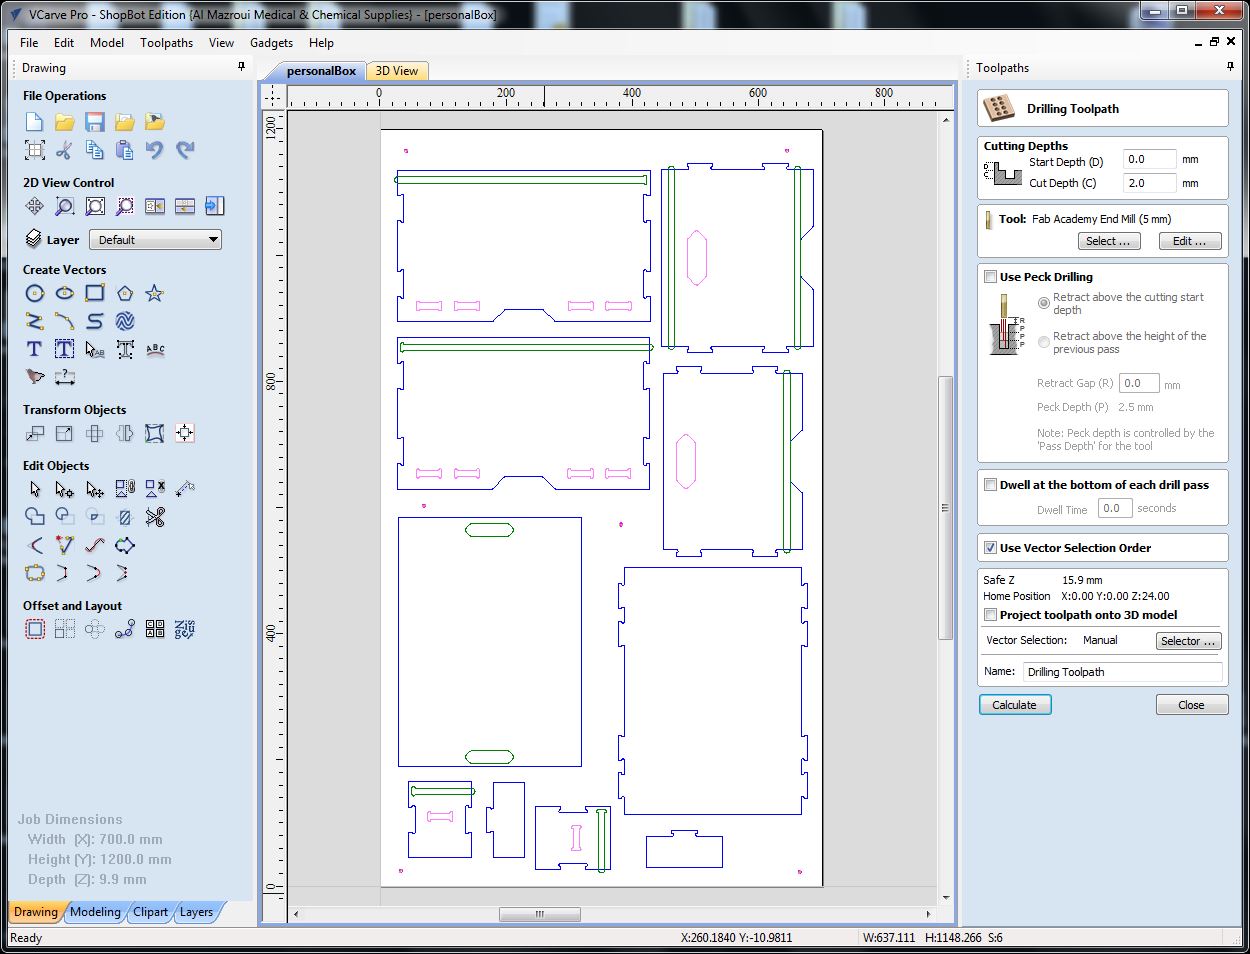 VCarve Pro - ShopBot Edition {Al Mazroui Medical & Chemical Supplies} - [personalBox]
File Edit Model Toolpaths View Gadgets Help
Drawing
File Operations
2D View Control
Layer Default
Create Vectors
Transform Objects
Edit Objects
Offset and Layout
Job Dimensions
Width (X): 700.0 mm
Height (Y): 1200.0 mm
Depth (Z): 9.9 mm
Drawing Modeling Clipart Layers
personalBox 3D View
0 200 400 600 800
1200
800
400
0
Toolpaths
Drilling Toolpath
Cutting Depths
Start Depth (D) 0.0 mm
Cut Depth (C) 2.0 mm
Tool: Fab Academy End Mill (5 mm)
Select ... Edit ...
Use Peck Drilling
Retract above the cutting start
depth
Retract above the height of the
previous pass
Retract Gap (R) 0.0 mm
Peck Depth (P) 2.5 mm
Note: Peck depth is controlled by the
'Pass Depth' for the tool
Dwell at the bottom of each drill pass
Dwell Time 0.0 seconds
Use Vector Selection Order
Safe Z 15.9 mm
Home Position X:0.00 Y:0.00 Z:24.00
Project toolpath onto 3D model
Vector Selection: Manual Selector ...
Name: Drilling Toolpath
Calculate Close
Ready X:260.1840 Y:-10.9811 W:637.111 H:1148.266 S:6